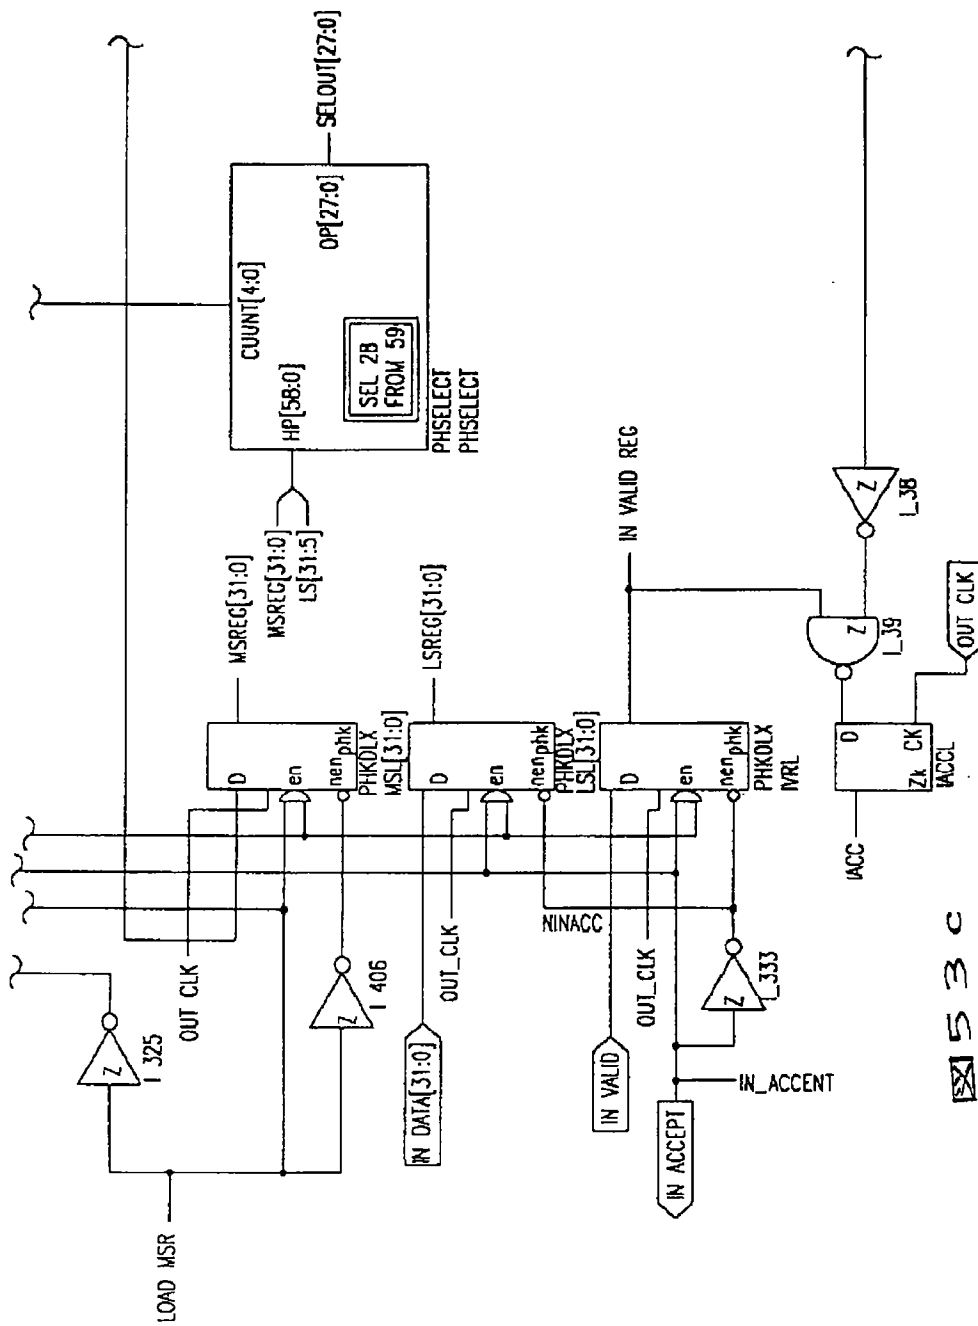 LOAD MSR
I_325
Z
I_406
Z
OUT CLK
MSREG[31:0]
D
en
nen
phk
PHKDLX
MSL[31:0]
CUUNT[4:0]
HP[58:0]
OP[27:0]
SEL 28
FROM 59
PHSELECT
PHSELECT
SELOUT[27:0]
MSREG[31:0]
LS[31:5]
IN DATA[31:0]
OUT_CLK
LSREG[31:0]
D
en
nen
phk
PHKDLX
LSL[31:0]
NINACC
IN VALID
OUT_CLK
IN VALID REG
D
en
nen
phk
PHKDLX
IVRL
IN ACCEPT
IN_ACCENT
Z
I_333
IACC
D
CK
Zk
IACCL
Z
I_39
Z
I_38
OUT CLK
53C